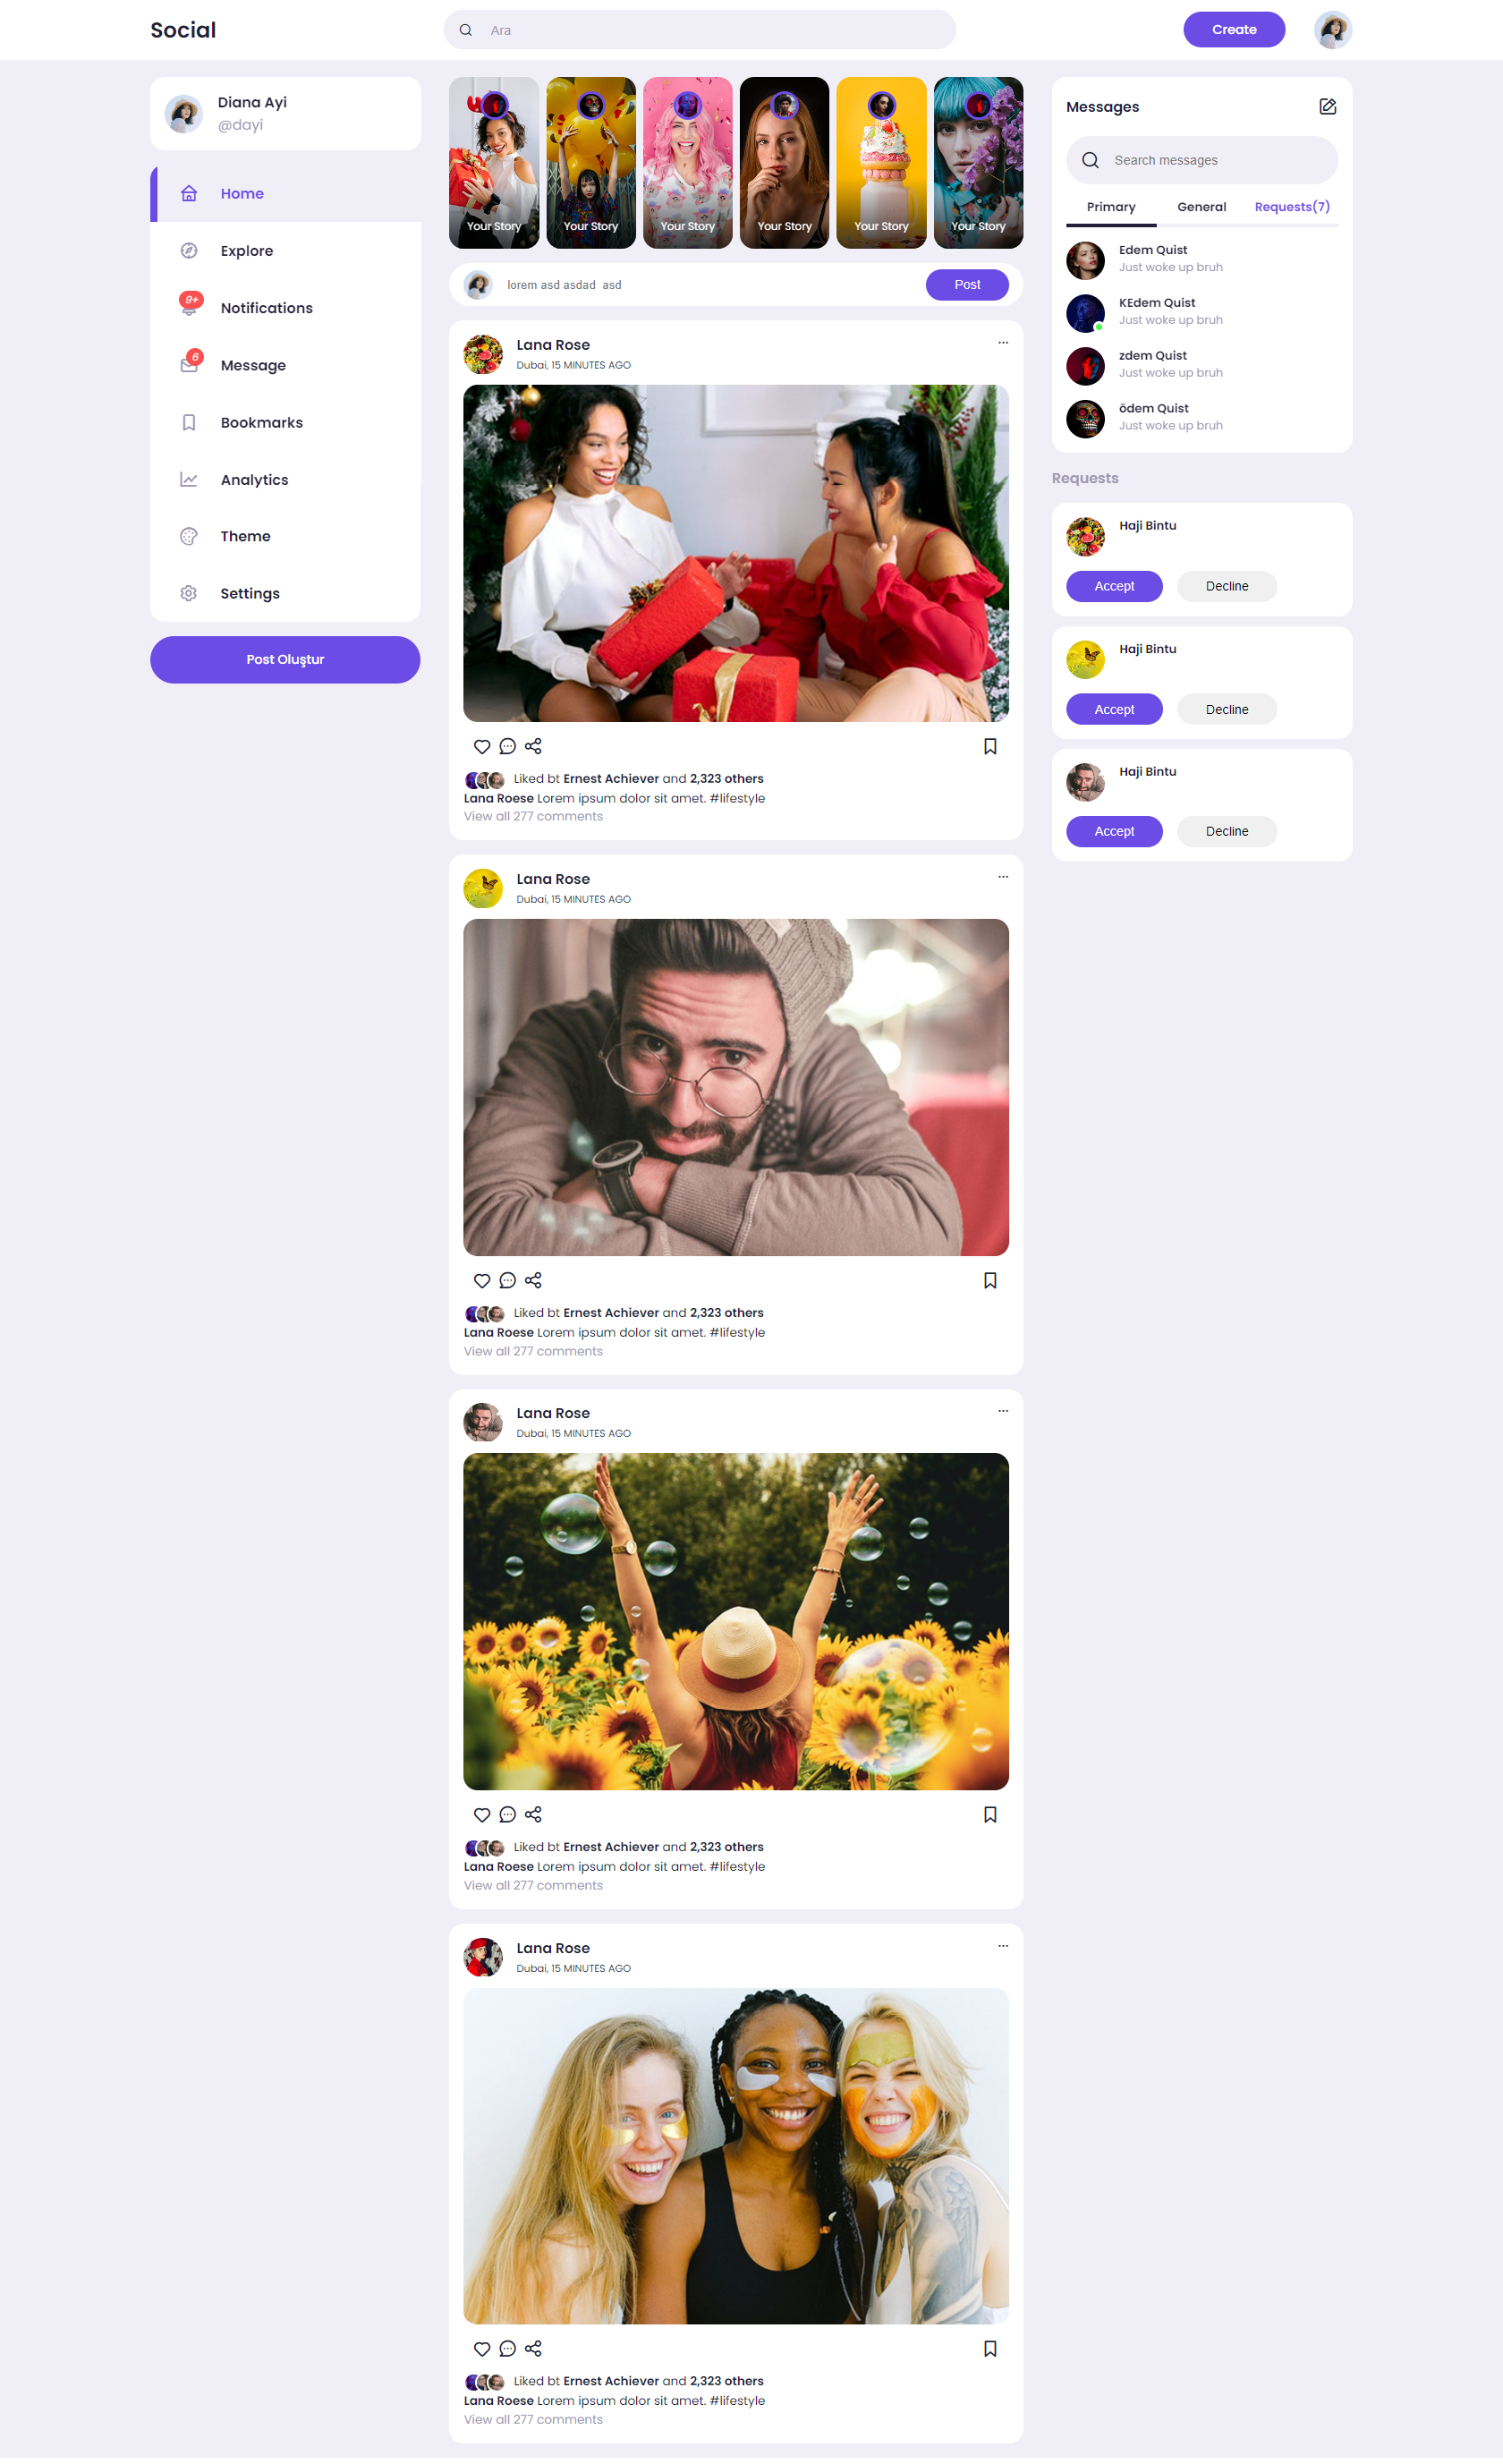 Social
Ara
Create
Diana Ayi
@dayi
Home
Explore
9+
Notifications
6
Message
Bookmarks
Analytics
Theme
Settings
Post Oluştur
Your Story
Your Story
Your Story
Your Story
Your Story
Your Story
lorem asd asdad asd
Post
Lana Rose
Dubai, 15 MINUTES AGO
Liked bt Ernest Achiever and 2,323 others
Lana Roese Lorem ipsum dolor sit amet. #lifestyle
View all 277 comments
Lana Rose
Dubai, 15 MINUTES AGO
Liked bt Ernest Achiever and 2,323 others
Lana Roese Lorem ipsum dolor sit amet. #lifestyle
View all 277 comments
Lana Rose
Dubai, 15 MINUTES AGO
Liked bt Ernest Achiever and 2,323 others
Lana Roese Lorem ipsum dolor sit amet. #lifestyle
View all 277 comments
Lana Rose
Dubai, 15 MINUTES AGO
Liked bt Ernest Achiever and 2,323 others
Lana Roese Lorem ipsum dolor sit amet. #lifestyle
View all 277 comments
Messages
Search messages
Primary
General
Requests(7)
Edem Quist
Just woke up bruh
KEdem Quist
Just woke up bruh
zdem Quist
Just woke up bruh
ödem Quist
Just woke up bruh
Requests
Haji Bintu
Accept
Decline
Haji Bintu
Accept
Decline
Haji Bintu
Accept
Decline